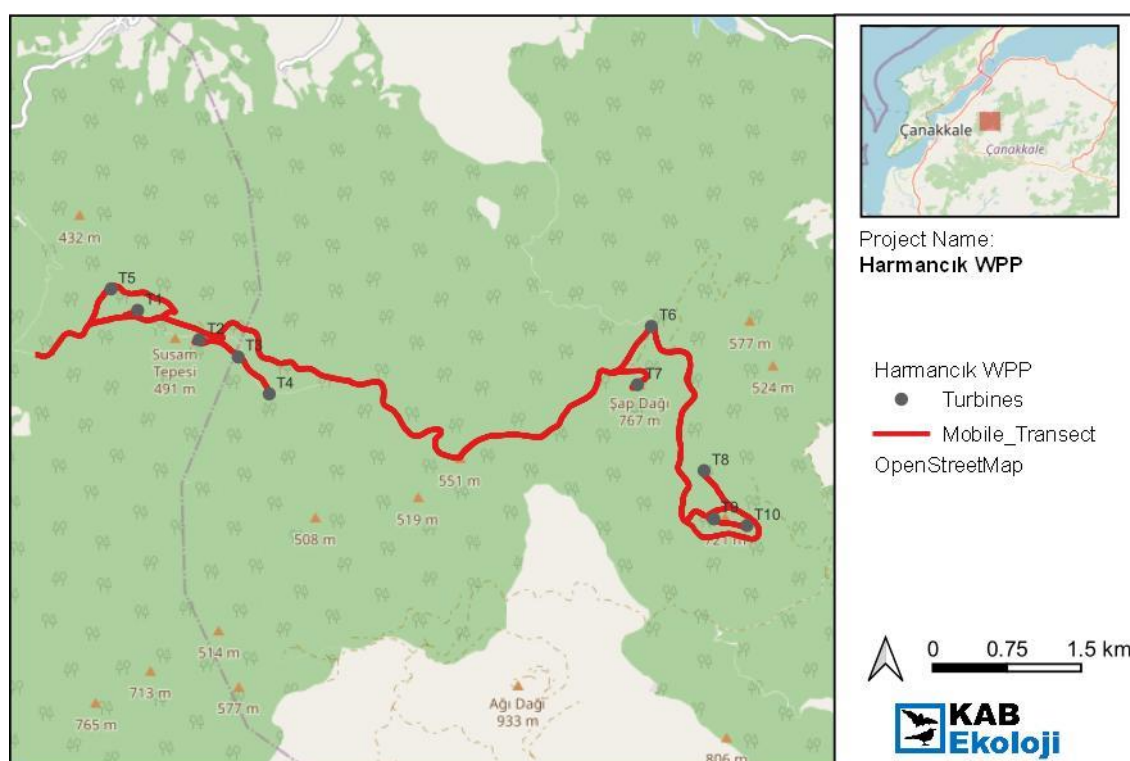 432 m
T5
T1
T2
T3
Susam
Tepesi
491 m
T4
T6
577 m
T7
524 m
Şap Dağı
767 m
T8
551 m
519 m
T9
T10
508 m
721 m
514 m
713 m
577 m
765 m
Ağı Dağı
933 m
806 m
Çanakkale
Çanakkale
Project Name:
Harmancık WPP
Harmancık WPP
Turbines
Mobile_Transect
OpenStreetMap
0 0.75 1.5 km
KAB
Ekoloji